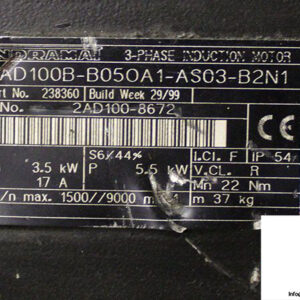 INDRAMAT 3-PHASE INDUCTION MOTOR
AD100B-B050A1-AS03-B2N1
Part No. 238360 Build Week 29/99
No. 2AD100-8672
CE
S6/44% I.Cl. F IP 54
3.5 kW P 5.5 kW V.CL. R
17 A Mn 22 Nm
/n max. 1500//9000 m 37 kg